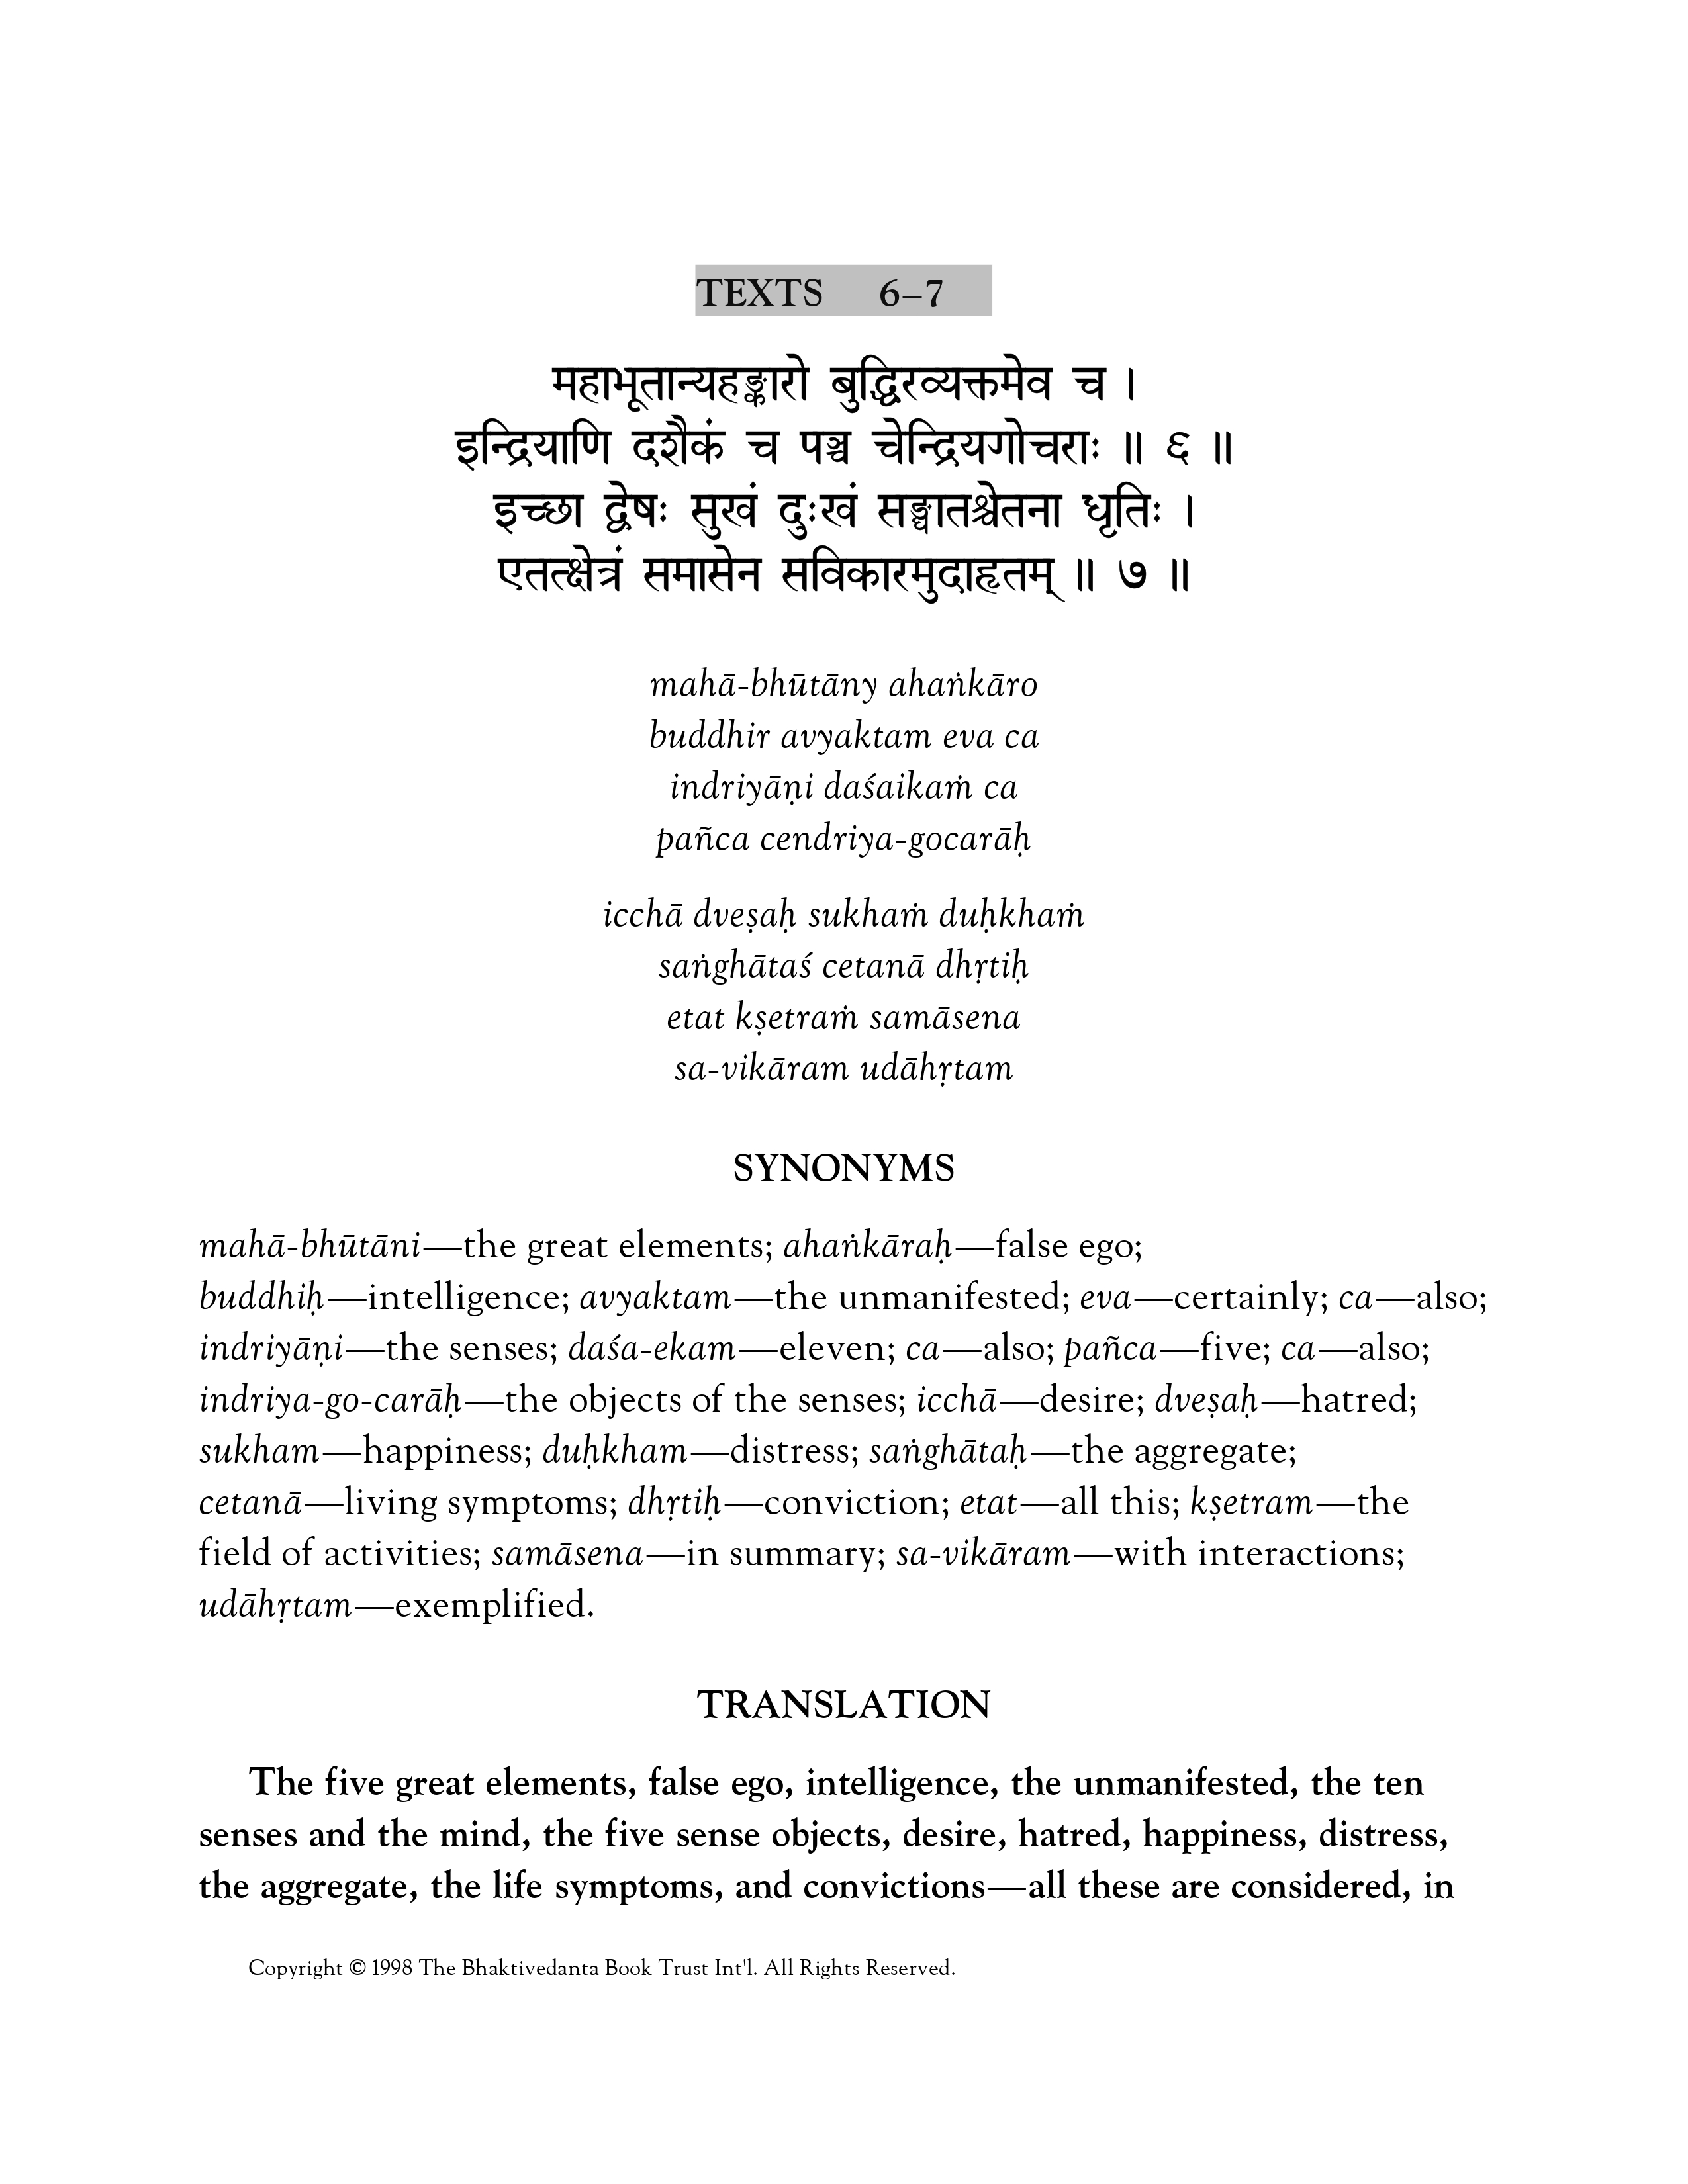 TEXTS 6–7
महाभूतान्यहङ्कारो बुद्धिरव्यक्तमेव च ।
इन्द्रियाणि दशैकं च पञ्च चेन्द्रियगोचराः ॥ ६ ॥
इच्छा द्वेषः सुखं दुःखं सङ्घातश्चेतना धृतिः ।
एतत्क्षेत्रं समासेन सविकारमुदाहृतम् ॥ ७ ॥
mahā-bhūtāny ahaṅkāro
buddhir avyaktam eva ca
indriyāṇi daśaikaṁ ca
pañca cendriya-gocarāḥ
icchā dveṣaḥ sukhaṁ duḥkhaṁ
saṅghātaś cetanā dhṛtiḥ
etat kṣetraṁ samāsena
sa-vikāram udāhṛtam
SYNONYMS
mahā-bhūtāni—the great elements; ahaṅkāraḥ—false ego;
buddhiḥ—intelligence; avyaktam—the unmanifested; eva—certainly; ca—also;
indriyāṇi—the senses; daśa-ekam—eleven; ca—also; pañca—five; ca—also;
indriya-go-carāḥ—the objects of the senses; icchā—desire; dveṣaḥ—hatred;
sukham—happiness; duḥkham—distress; saṅghātaḥ—the aggregate;
cetanā—living symptoms; dhṛtiḥ—conviction; etat—all this; kṣetram—the
field of activities; samāsena—in summary; sa-vikāram—with interactions;
udāhṛtam—exemplified.
TRANSLATION
The five great elements, false ego, intelligence, the unmanifested, the ten
senses and the mind, the five sense objects, desire, hatred, happiness, distress,
the aggregate, the life symptoms, and convictions—all these are considered, in
Copyright © 1998 The Bhaktivedanta Book Trust Int'l. All Rights Reserved.